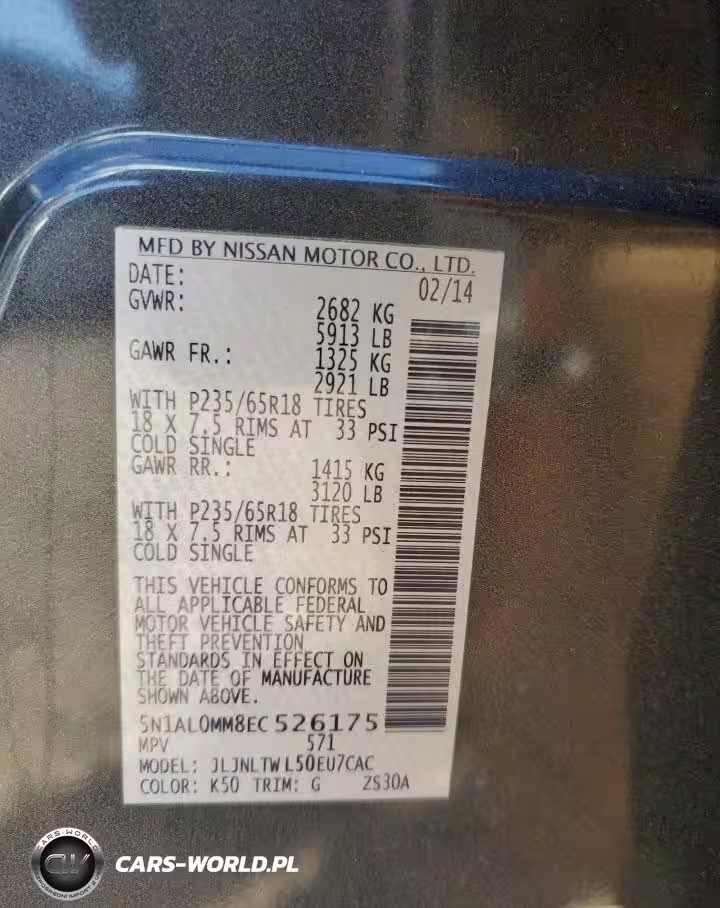 MFD BY NISSAN MOTOR CO., LTD.
DATE: 02/14
GVWR: 2682 KG
5913 LB
GAWR FR.: 1325 KG
2921 LB
WITH P235/65R18 TIRES
18 X 7.5 RIMS AT 33 PSI
COLD SINGLE
GAWR RR.: 1415 KG
3120 LB
WITH P235/65R18 TIRES
18 X 7.5 RIMS AT 33 PSI
COLD SINGLE
THIS VEHICLE CONFORMS TO
ALL APPLICABLE FEDERAL
MOTOR VEHICLE SAFETY AND
THEFT PREVENTION
STANDARDS IN EFFECT ON
THE DATE OF MANUFACTURE
SHOWN ABOVE.
5N1AL0MM8EC526175
MPV 571
MODEL: JLJNLTWL50EU7CAC
COLOR: K50 TRIM: G ZS30A
CARS-WORLD
CW
CARS-WORLD.PL